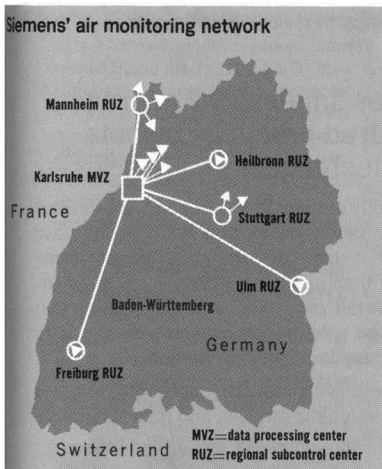 Siemens' air monitoring network
Mannheim RUZ
Heilbronn RUZ
Karlsruhe MVZ
France
Stuttgart RUZ
Ulm RUZ
Baden-Württemberg
Germany
Freiburg RUZ
Switzerland
MVZ=data processing center
RUZ=regional subcontrol center